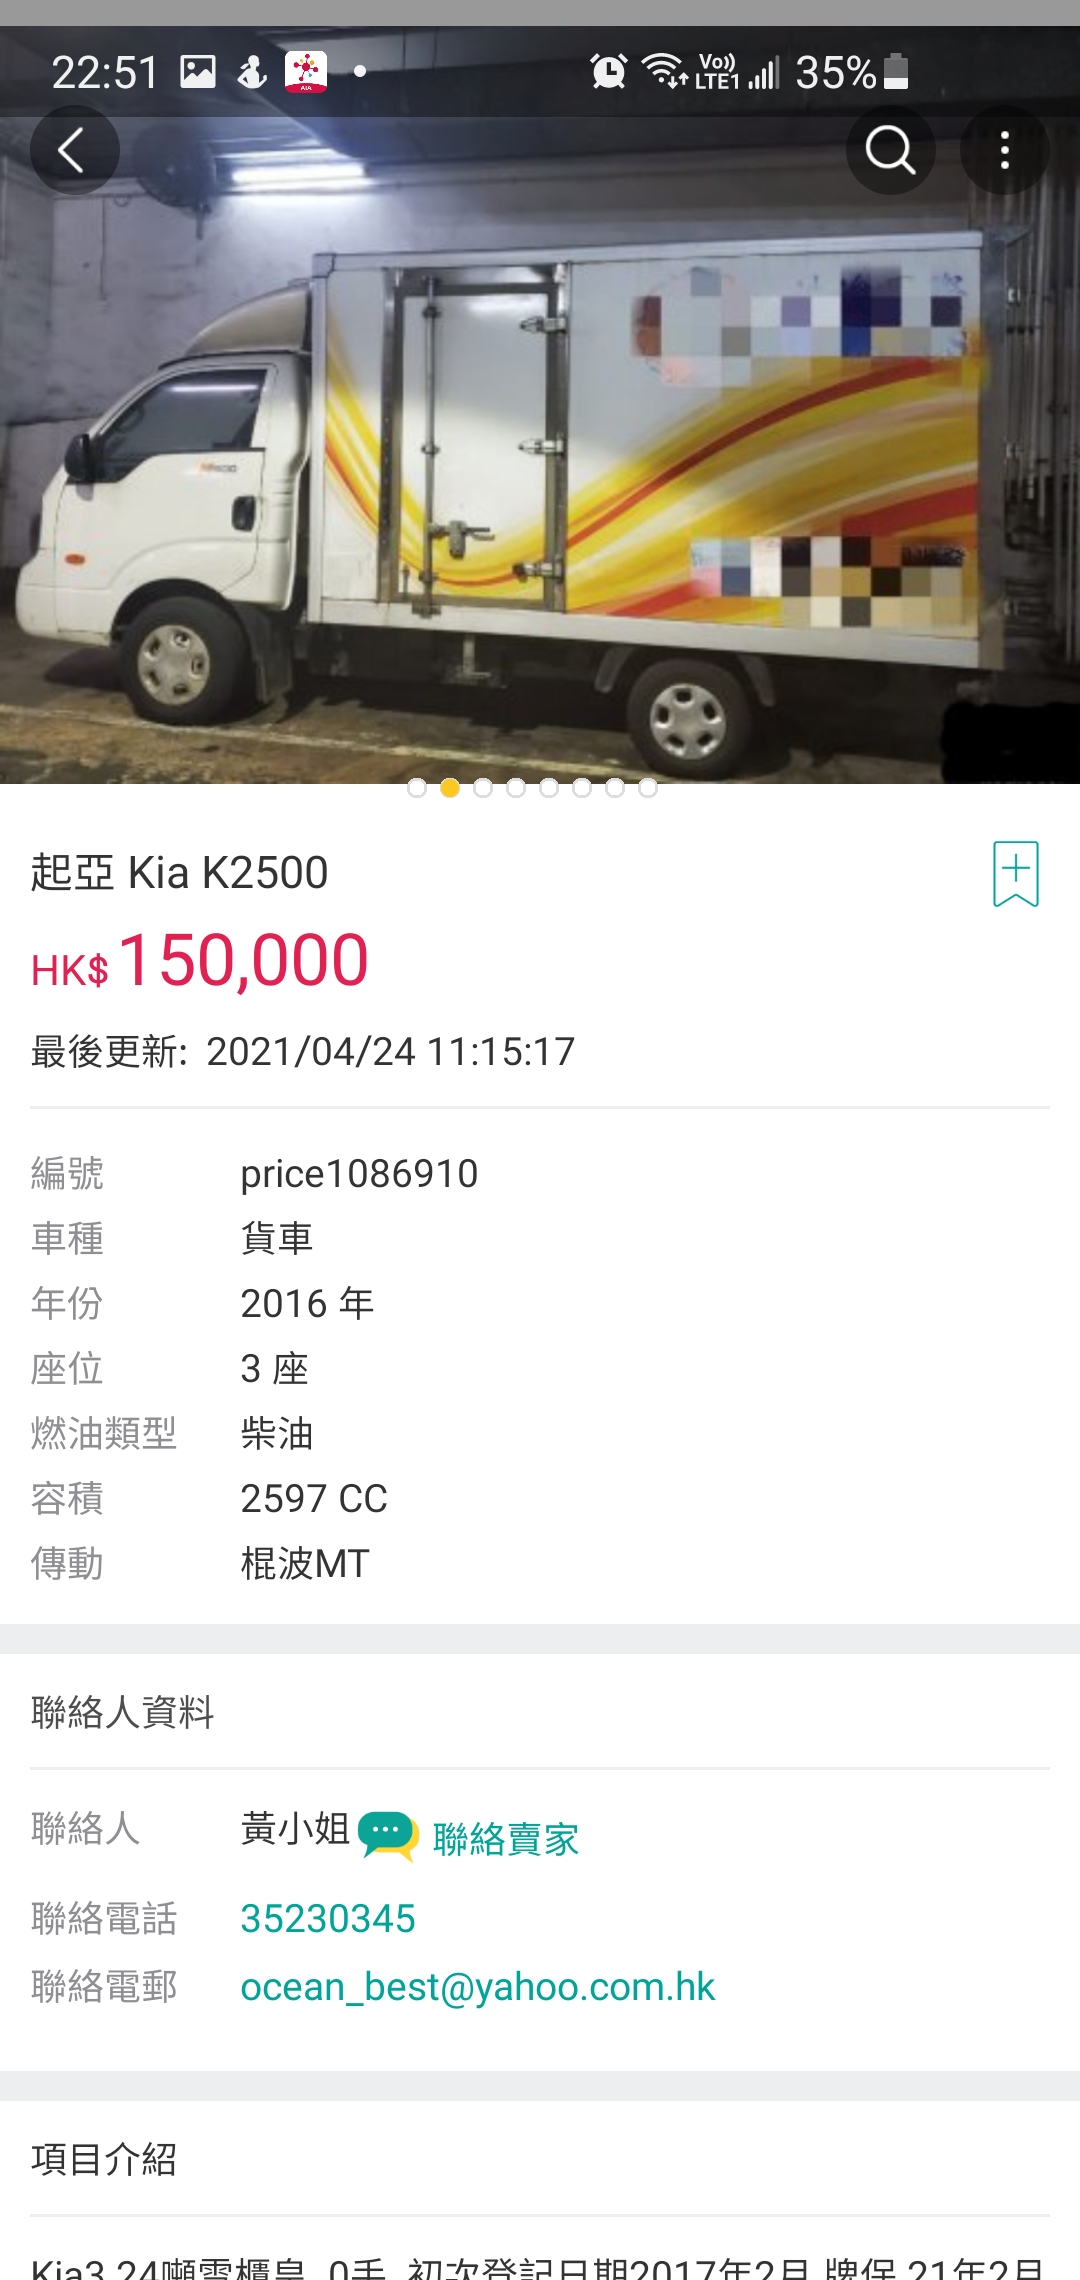 22:51
AIA
Vo))
LTE1
35%
起亞 Kia K2500
HK$ 150,000
最後更新: 2021/04/24 11:15:17
編號 price1086910
車種 貨車
年份 2016 年
座位 3 座
燃油類型 柴油
容積 2597 CC
傳動 棍波MT
聯絡人資料
聯絡人 黃小姐 聯絡賣家
聯絡電話 35230345
聯絡電郵 ocean_best@yahoo.com.hk
項目介紹
Kia3.24噸雪櫃皇, 0手, 初次登記日期2017年2月 牌保 21年2月